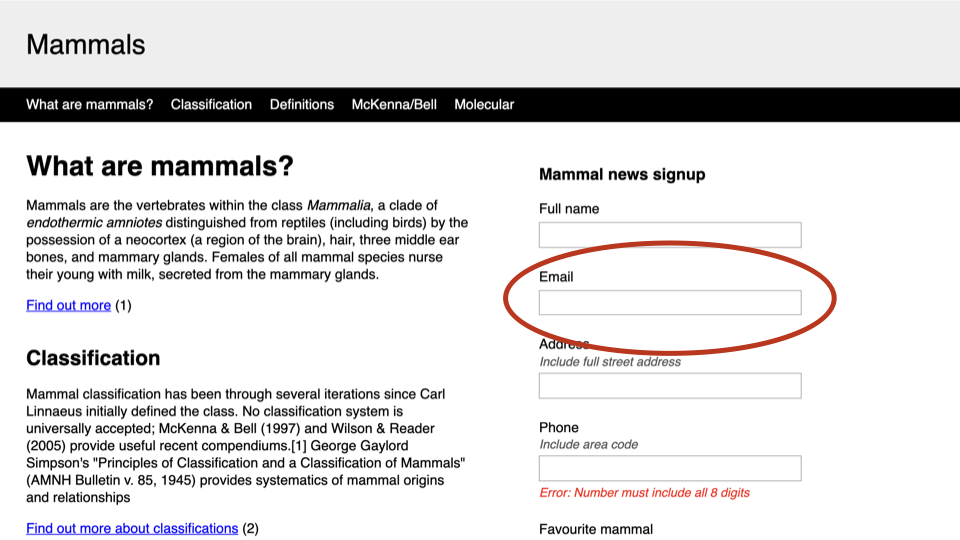 Mammals
What are mammals? Classification Definitions McKenna/Bell Molecular
What are mammals?
Mammals are the vertebrates within the class Mammalia, a clade of
endothermic amniotes distinguished from reptiles (including birds) by the
possession of a neocortex (a region of the brain), hair, three middle ear
bones, and mammary glands. Females of all mammal species nurse
their young with milk, secreted from the mammary glands.
Find out more (1)
Classification
Mammal classification has been through several iterations since Carl
Linnaeus initially defined the class. No classification system is
universally accepted; McKenna & Bell (1997) and Wilson & Reader
(2005) provide useful recent compendiums.[1] George Gaylord
Simpson's "Principles of Classification and a Classification of Mammals"
(AMNH Bulletin v. 85, 1945) provides systematics of mammal origins
and relationships
Find out more about classifications (2)
Mammal news signup
Full name
Email
Address
Include full street address
Phone
Include area code
Error: Number must include all 8 digits
Favourite mammal